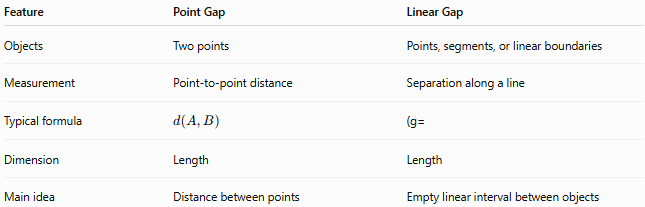 Feature Point Gap Linear Gap
Objects Two points Points, segments, or linear boundaries
Measurement Point-to-point distance Separation along a line
Typical formula d(A, B) (g=
Dimension Length Length
Main idea Distance between points Empty linear interval between objects